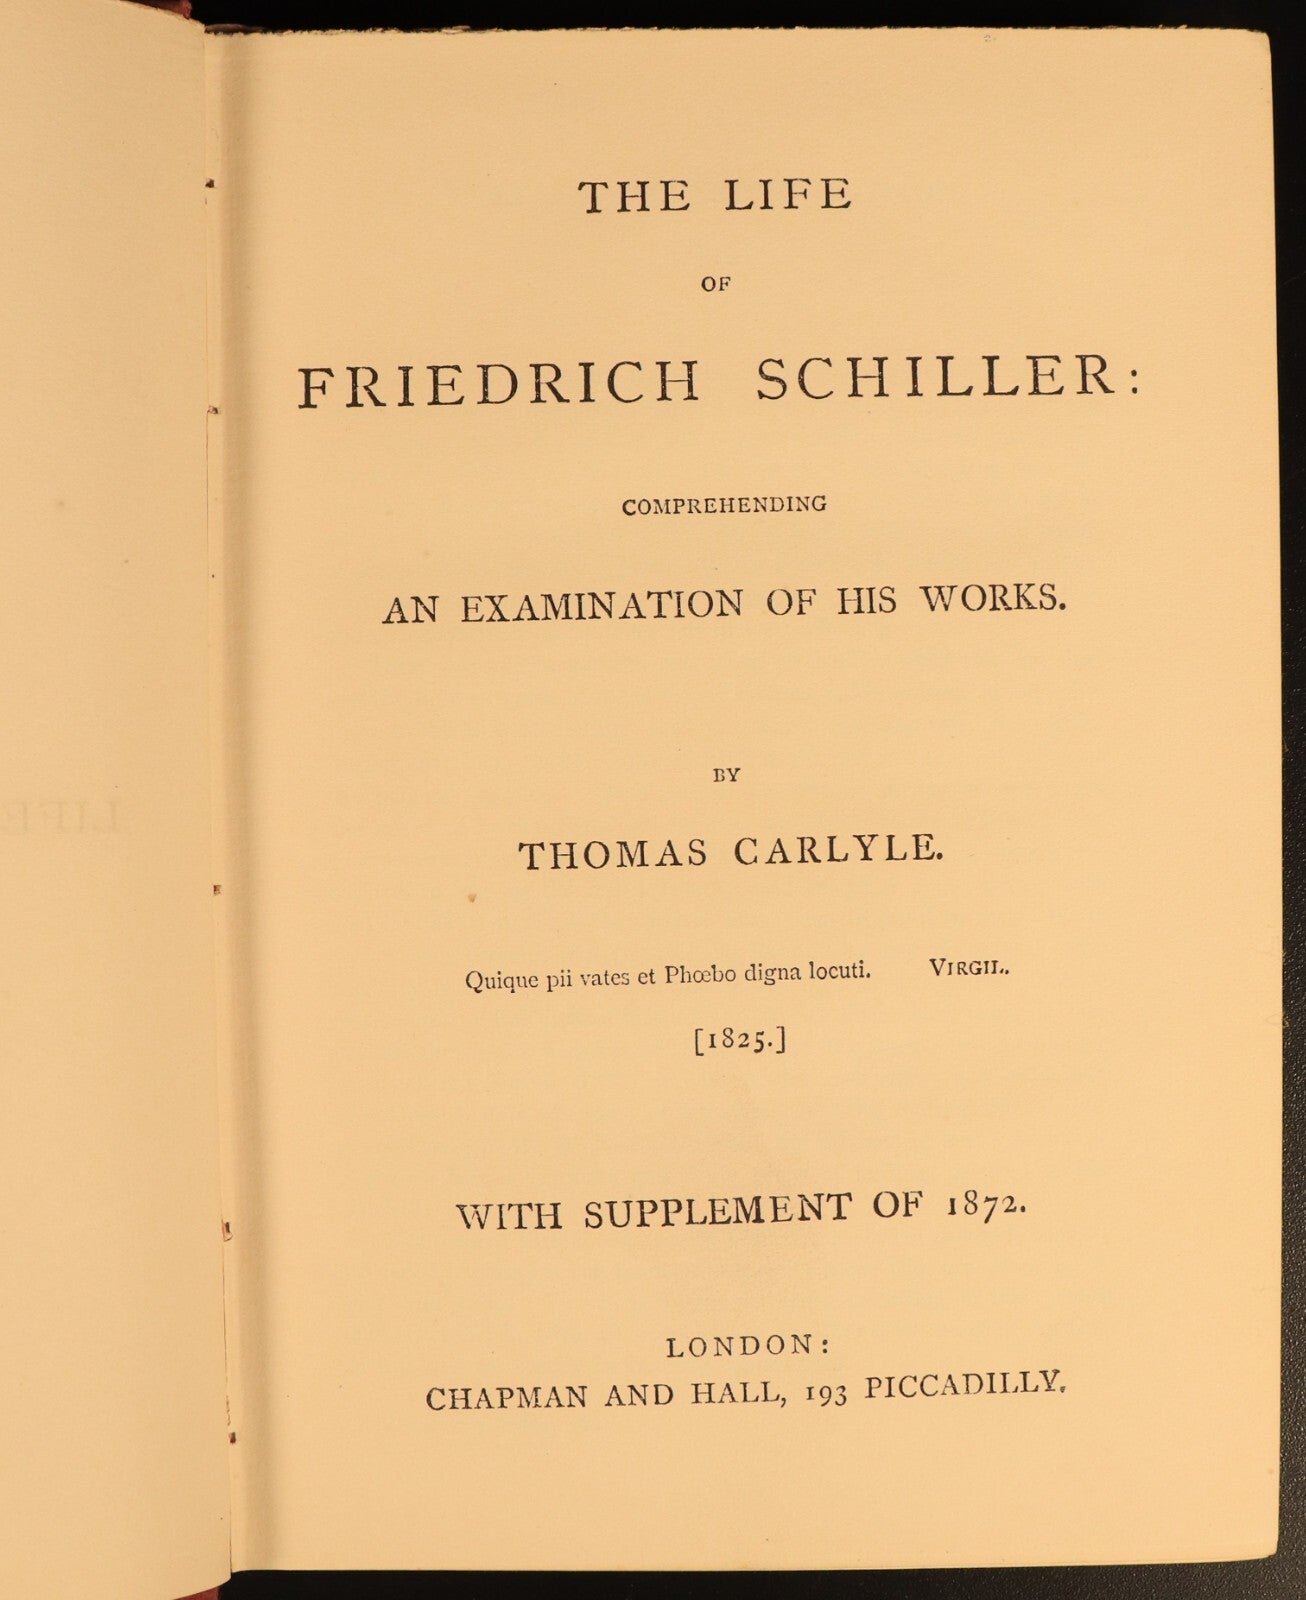 THE LIFE
OF
FRIEDRICH SCHILLER:
COMPREHENDING
AN EXAMINATION OF HIS WORKS.
BY
THOMAS CARLYLE.
Quique pii vates et Phœbo digna locuti. VIRGIL.
[1825.]
WITH SUPPLEMENT OF 1872.
LONDON:
CHAPMAN AND HALL, 193 PICCADILLY.